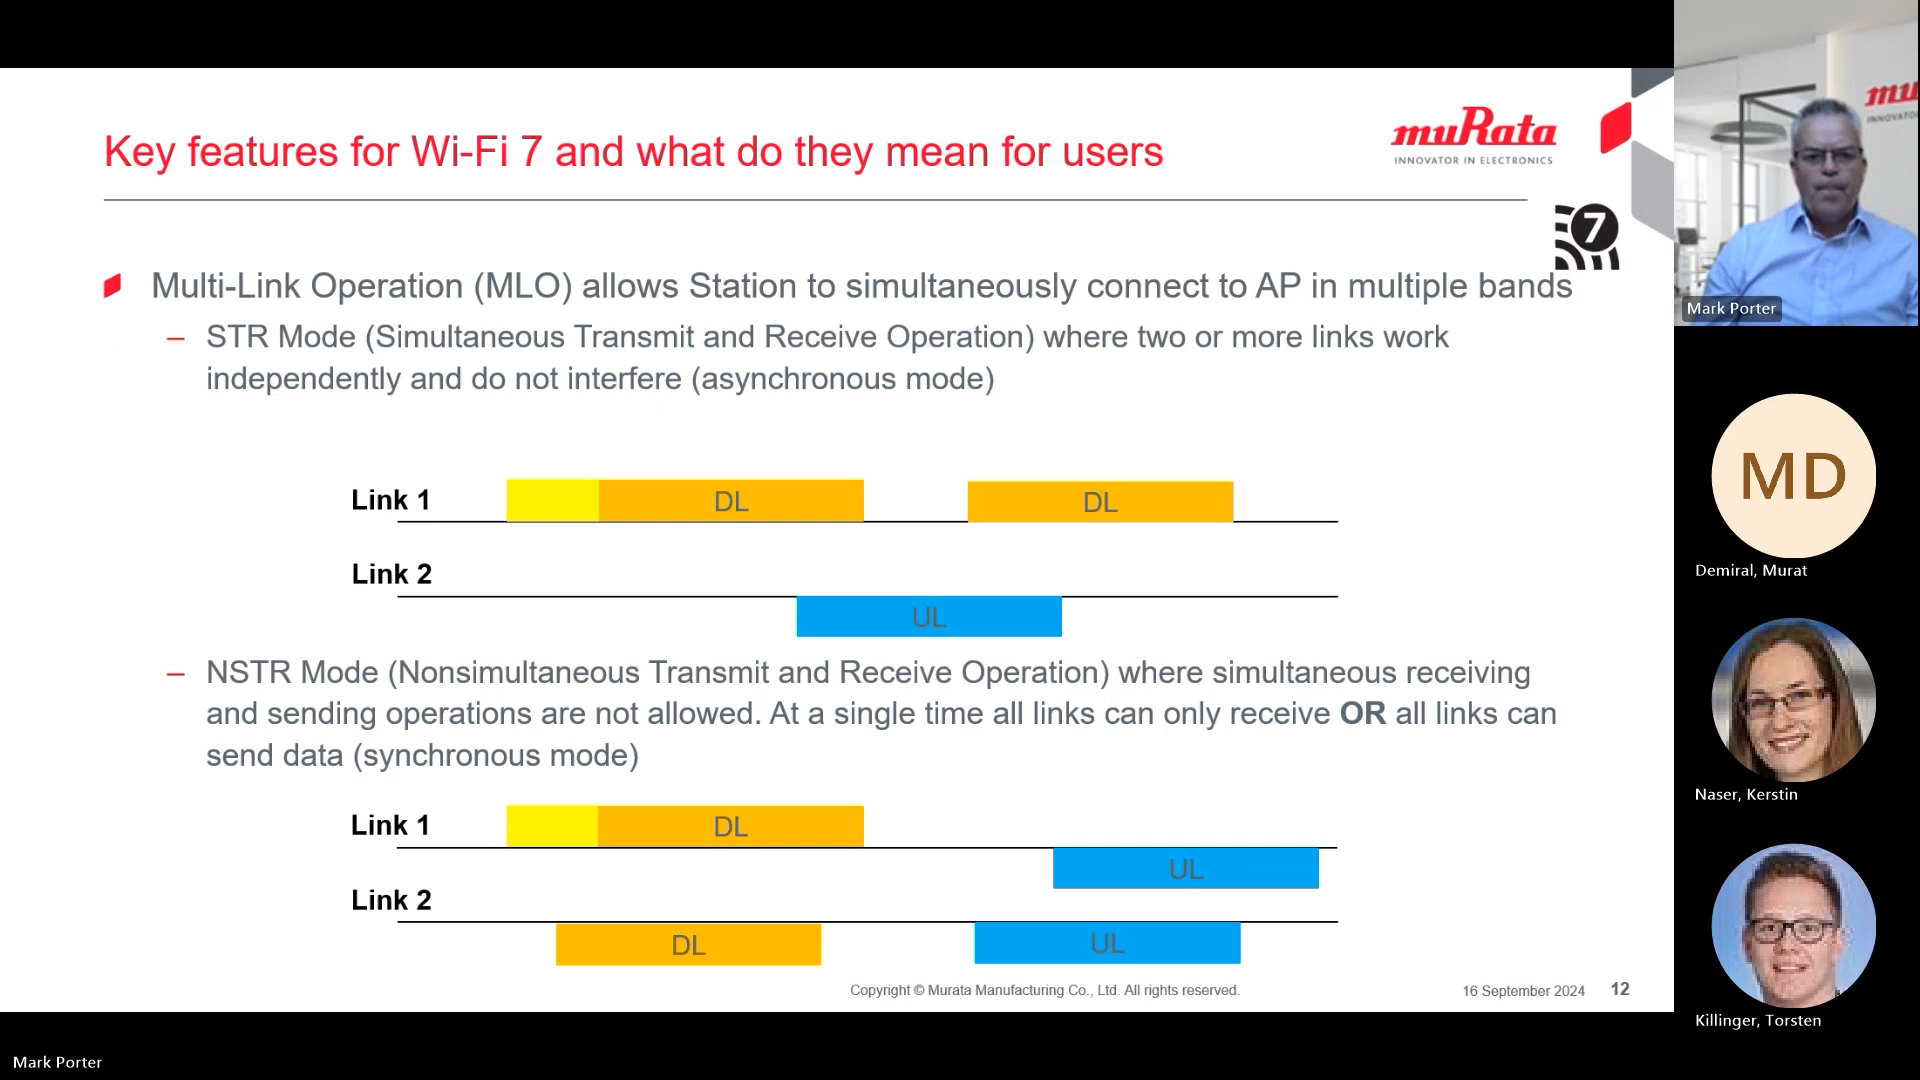 Key features for Wi-Fi 7 and what do they mean for users
muRata
INNOVATOR IN ELECTRONICS
7
Multi-Link Operation (MLO) allows Station to simultaneously connect to AP in multiple bands
– STR Mode (Simultaneous Transmit and Receive Operation) where two or more links work
independently and do not interfere (asynchronous mode)
Link 1
DL
DL
Link 2
UL
– NSTR Mode (Nonsimultaneous Transmit and Receive Operation) where simultaneous receiving
and sending operations are not allowed. At a single time all links can only receive OR all links can
send data (synchronous mode)
Link 1
DL
UL
Link 2
DL
UL
Copyright © Murata Manufacturing Co., Ltd. All rights reserved.
16 September 2024
12
mu
INNOVATO
Mark Porter
MD
Demiral, Murat
Naser, Kerstin
Killinger, Torsten
Mark Porter